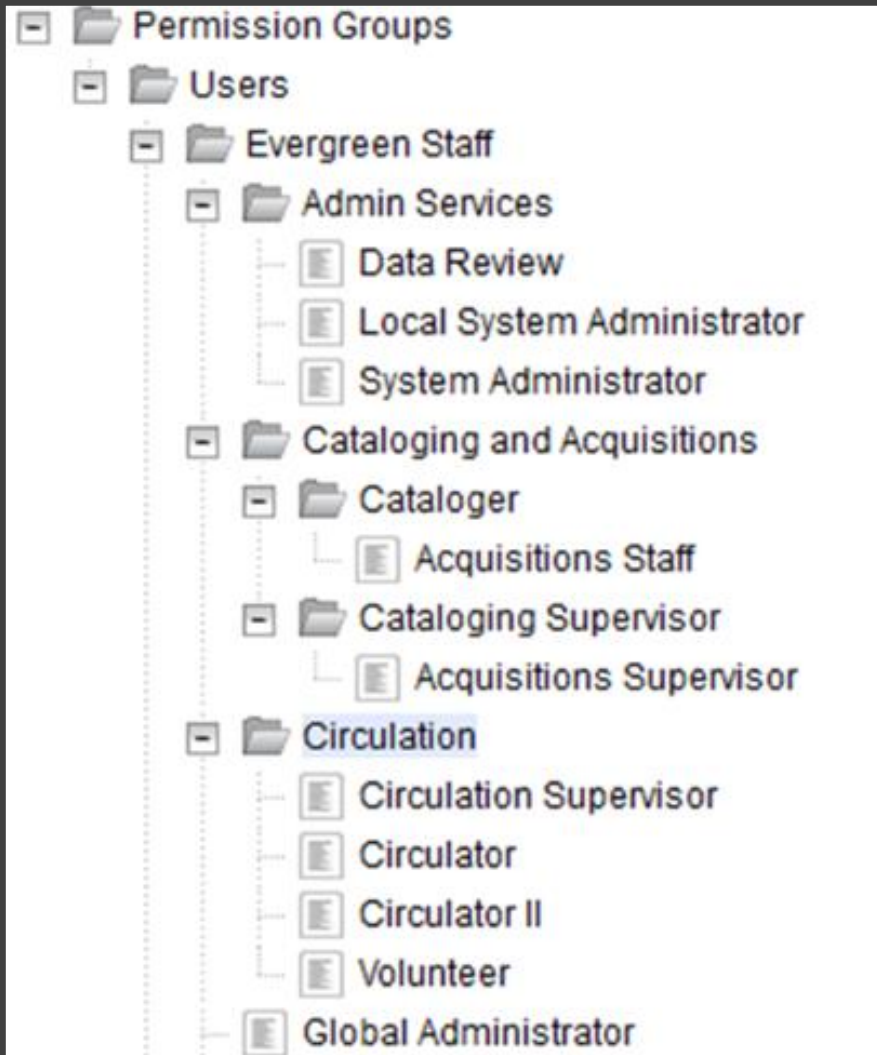 Permission Groups
Users
Evergreen Staff
Admin Services
Data Review
Local System Administrator
System Administrator
Cataloging and Acquisitions
Cataloger
Acquisitions Staff
Cataloging Supervisor
Acquisitions Supervisor
Circulation
Circulation Supervisor
Circulator
Circulator II
Volunteer
Global Administrator